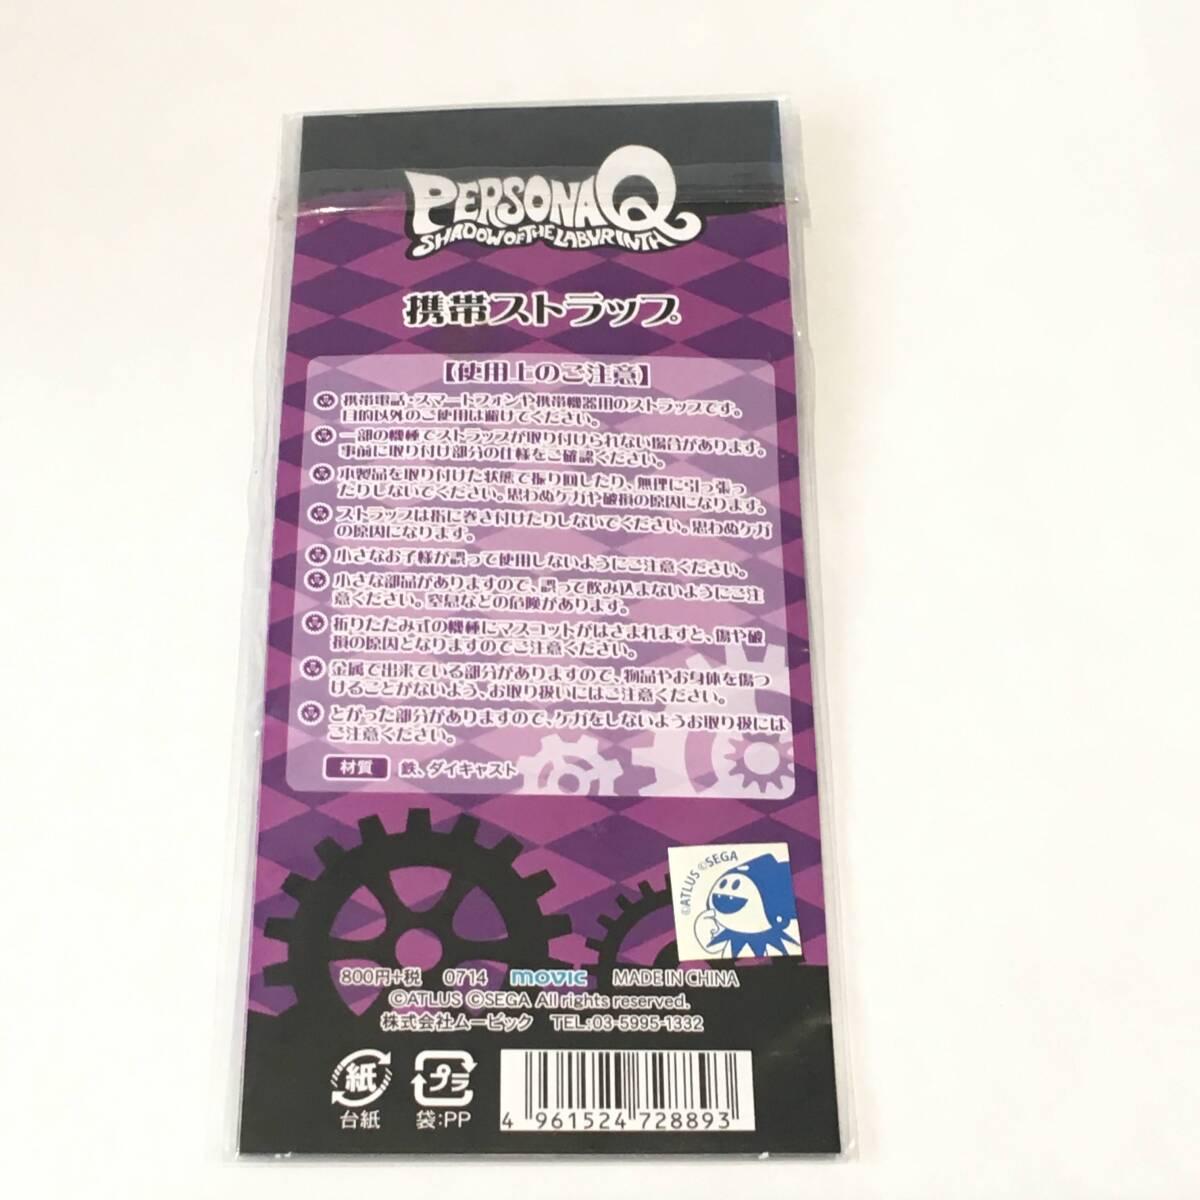 PERSONAQ
SHADOW OF THE LABYRINTH
携帯ストラップ
【使用上のご注意】
携帯電話・スマートフォンや携帯機器用のストラップです。
目的以外のご使用は避けてください。
一部の機種でストラップが取り付けられない場合があります。
事前に取り付け部分の仕様をご確認ください。
本製品を取り付けた状態で振り回したり、無理に引っ張っ
たりしないでください。思わぬケガや破損の原因になります。
ストラップは指に巻き付けたりしないでください。思わぬケガ
の原因になります。
小さなお子様が誤って使用しないようにご注意ください。
小さな部品がありますので、誤って飲み込まないようにご注
意ください。窒息などの危険があります。
折りたたみ式の機種にマスコットがはさまれますと、傷や破
損の原因となりますのでご注意ください。
金属で出来ている部分がありますので、物品やお身体を傷つ
けることがないよう、お取り扱いにはご注意ください。
とがった部分がありますので、ケガをしないようお取り扱には
ご注意ください。
材質 鉄、ダイキャスト
©ATLUS ©SEGA
800円+税 0714 movic MADE IN CHINA
©ATLUS ©SEGA All rights reserved.
株式会社ムービック TEL:03-5995-1332
紙 プラ
台紙 袋:PP
4 961524 728893